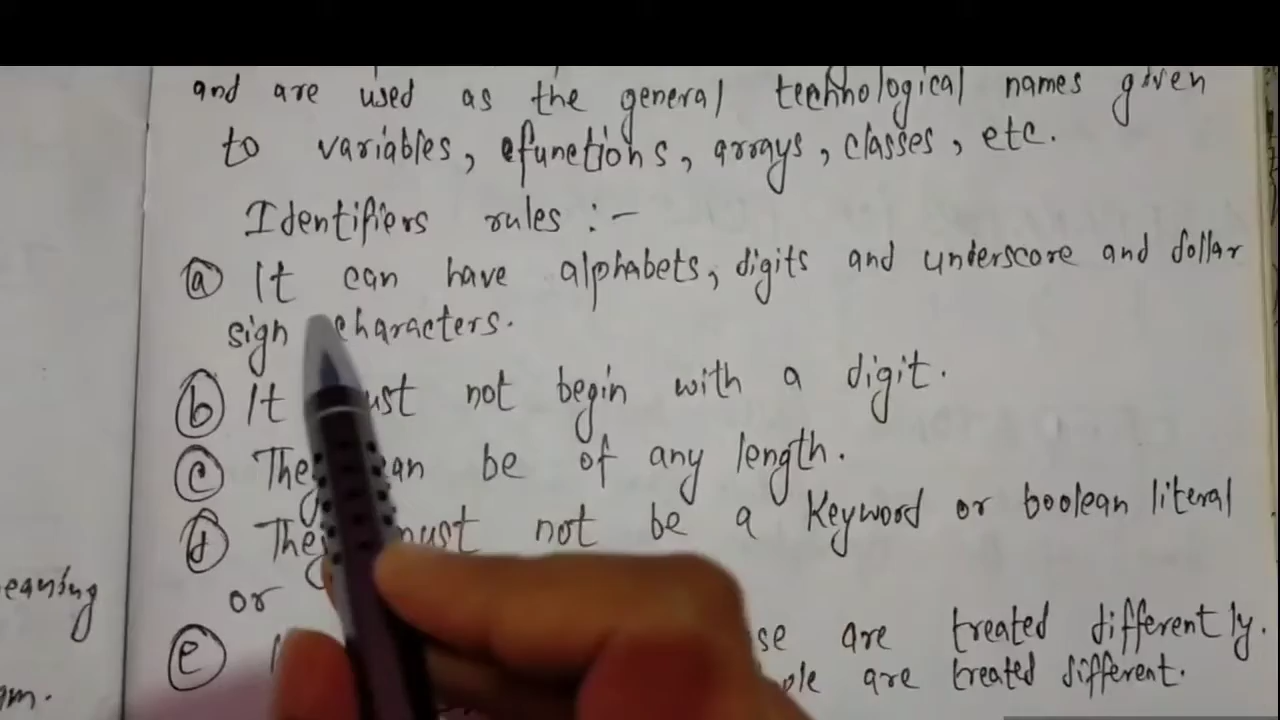 and are used as the general technological names given
to variables, functions, arrays, classes, etc.
Identifiers rules :-
(a) It can have alphabets, digits and underscore and dollar
sign characters.
(b) It must not begin with a digit.
(c) They can be of any length.
(d) They must not be a Keyword or boolean literal
or
(e) are treated differently.
are treated different.
eaning
am.